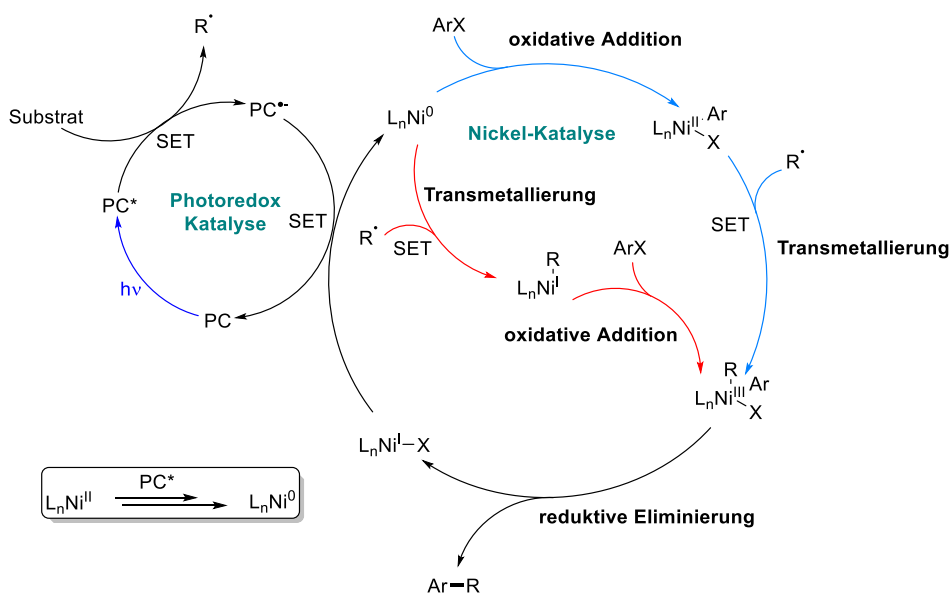 R•
ArX
oxidative Addition
Substrat
SET
PC•-
LnNi0
Nickel-Katalyse
LnNiII
Ar
X
PC*
Photoredox
Katalyse
SET
Transmetallierung
R•
R•
SET
SET
Transmetallierung
ArX
R
LnNiI
hν
PC
oxidative Addition
R
Ar
LnNiIII
X
LnNiI–X
PC*
LnNiII
LnNi0
reduktive Eliminierung
Ar–R